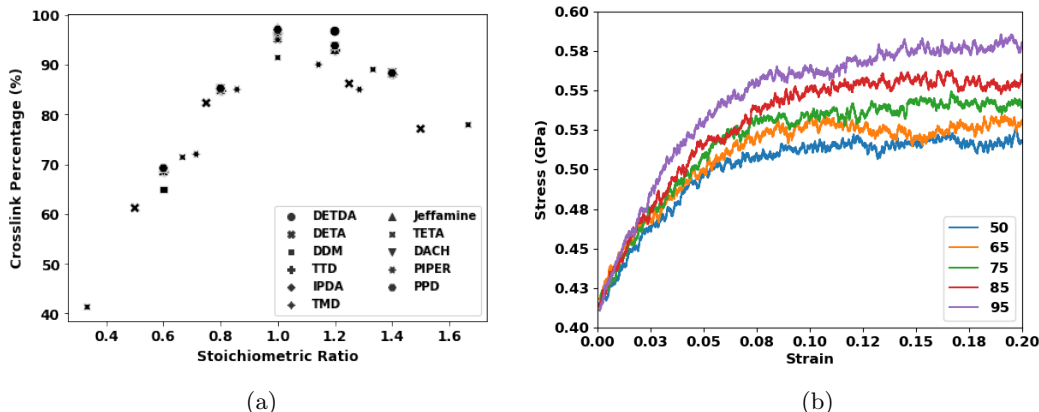 100
90
80
70
60
50
40
Crosslink Percentage (%)
0.4 0.6 0.8 1.0 1.2 1.4 1.6
Stoichiometric Ratio
DETDA
DETA
DDM
TTD
IPDA
TMD
Jeffamine
TETA
DACH
PIPER
PPD
(a)
0.60
0.58
0.55
0.53
0.50
0.48
0.45
0.43
0.40
Stress (GPa)
0.00 0.03 0.05 0.08 0.10 0.13 0.15 0.18 0.20
Strain
50
65
75
85
95
(b)